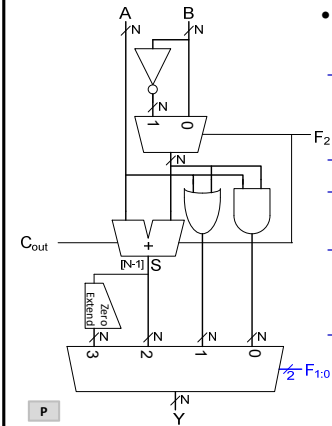 A B
N N
N
1 0
F2
N
Cout
+
[N-1] S
Zero
Extend
N N N N
3 2 1 0
2 F1:0
N
P
Y